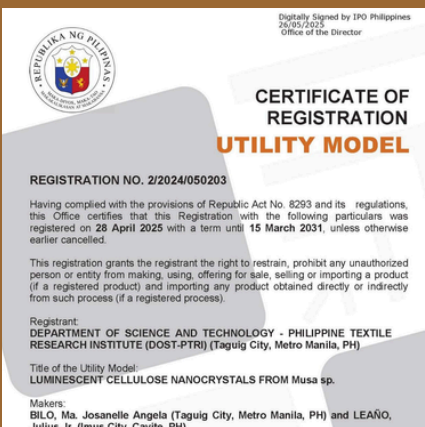 Digitally Signed by IPO Philippines
26/05/2025
Office of the Director
REPUBLIKA NG PILIPINAS
CERTIFICATE OF
REGISTRATION
UTILITY MODEL
REGISTRATION NO. 2/2024/050203
Having complied with the provisions of Republic Act No. 8293 and its regulations,
this Office certifies that this Registration with the following particulars was
registered on 28 April 2025 with a term until 15 March 2031, unless otherwise
earlier cancelled.
This registration grants the registrant the right to restrain, prohibit any unauthorized
person or entity from making, using, offering for sale, selling or importing a product
(if a registered product) and importing any product obtained directly or indirectly
from such process (if a registered process).
Registrant:
DEPARTMENT OF SCIENCE AND TECHNOLOGY - PHILIPPINE TEXTILE
RESEARCH INSTITUTE (DOST-PTRI) (Taguig City, Metro Manila, PH)
Title of the Utility Model:
LUMINESCENT CELLULOSE NANOCRYSTALS FROM Musa sp.
Makers:
BILO, Ma. Josanelle Angela (Taguig City, Metro Manila, PH) and LEAÑO,
Julius Jr. (Imus City, Cavite, PH)